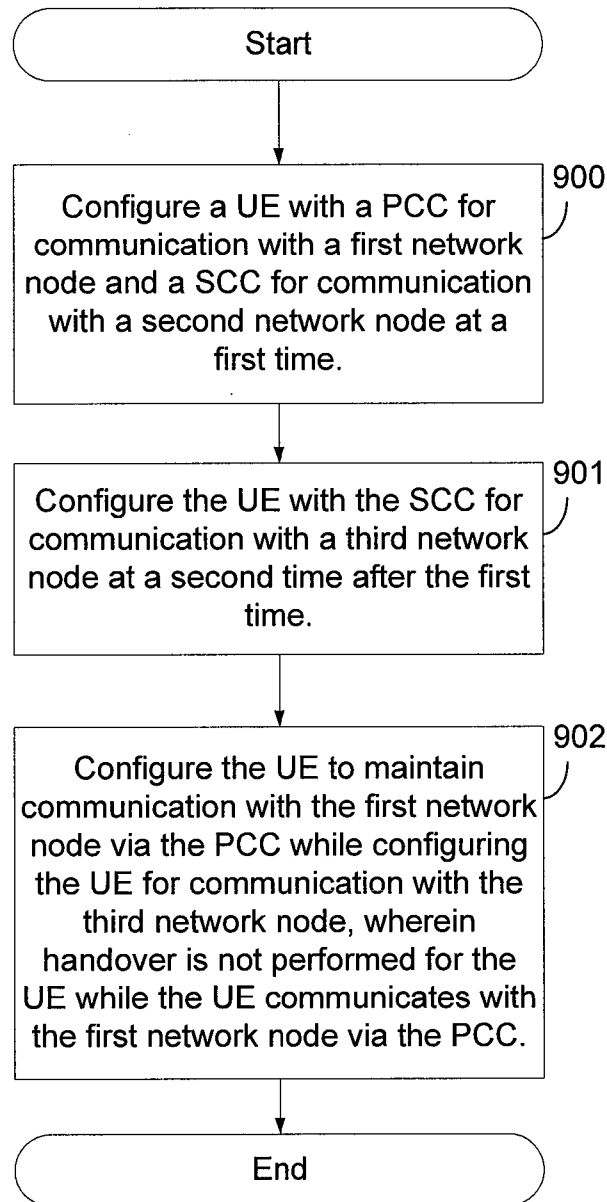 Start
900
Configure a UE with a PCC for
communication with a first network
node and a SCC for communication
with a second network node at a
first time.
901
Configure the UE with the SCC for
communication with a third network
node at a second time after the first
time.
902
Configure the UE to maintain
communication with the first network
node via the PCC while configuring
the UE for communication with the
third network node, wherein
handover is not performed for the
UE while the UE communicates with
the first network node via the PCC.
End